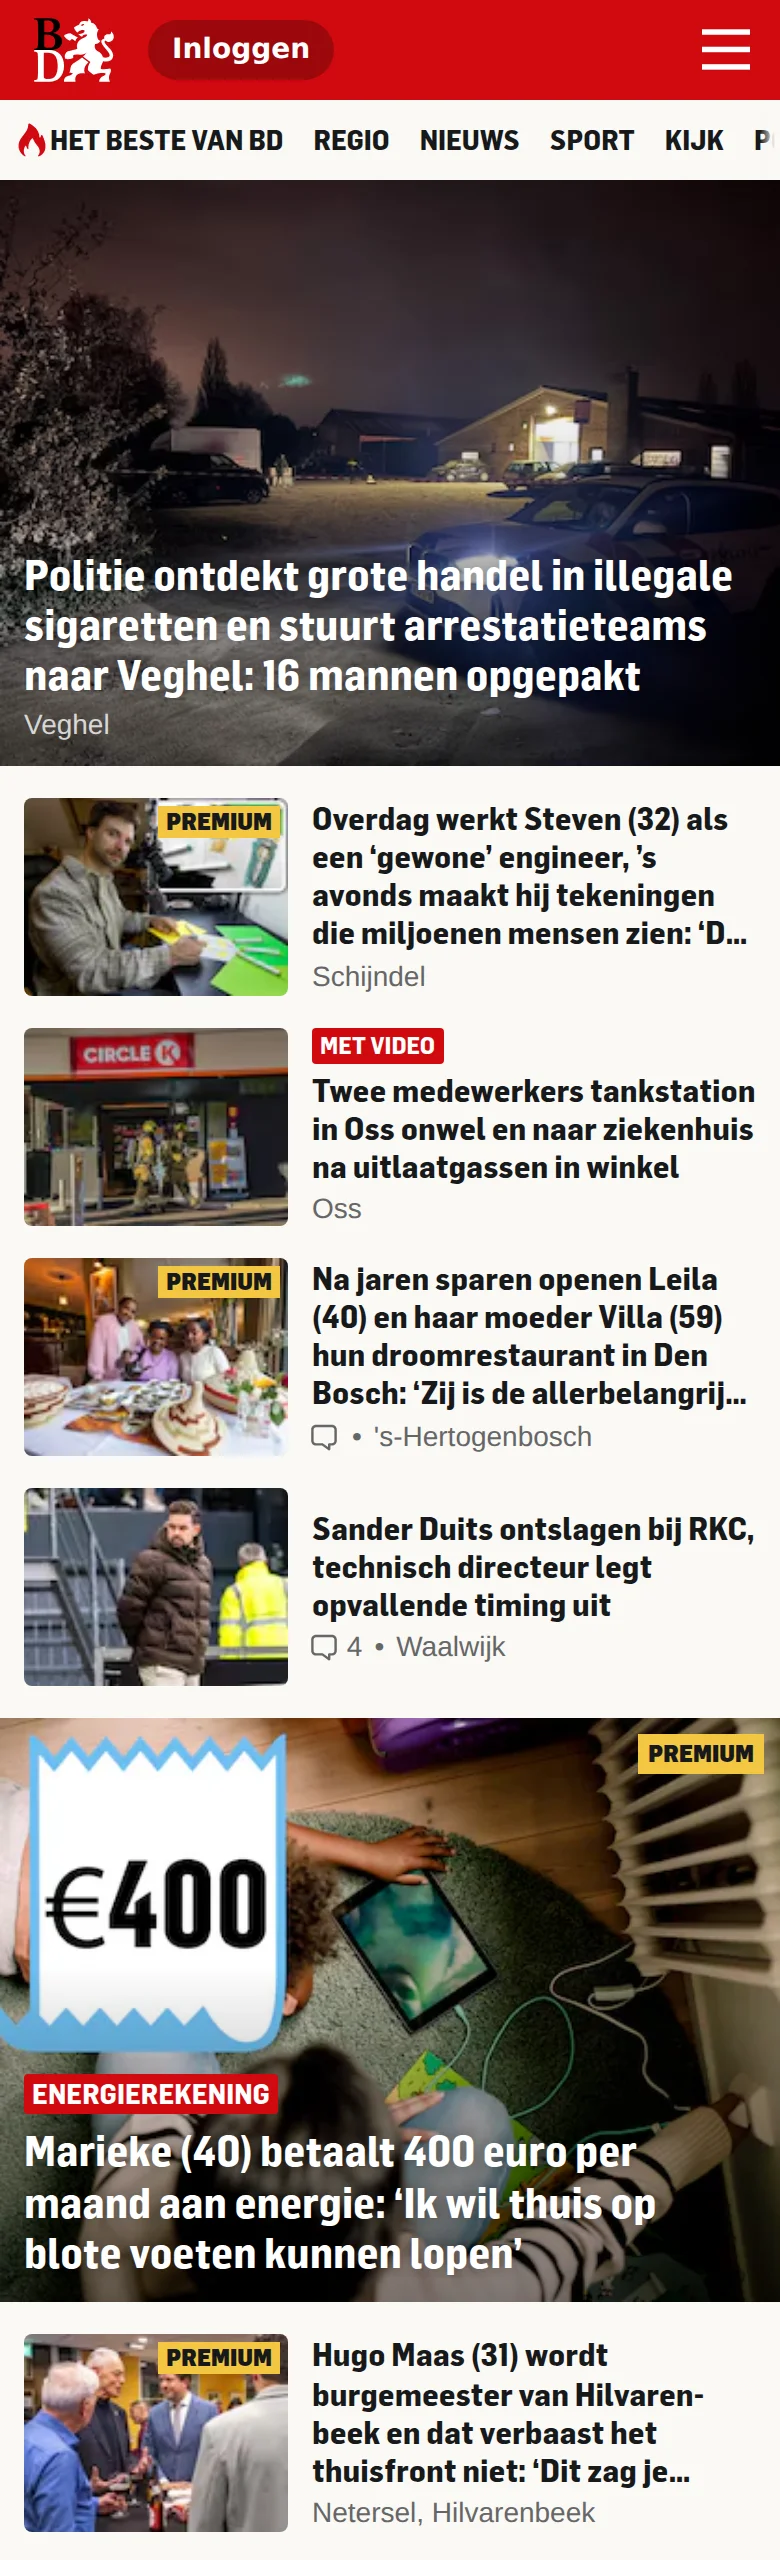 BD
Inloggen
HET BESTE VAN BD REGIO NIEUWS SPORT KIJK
Politie ontdekt grote handel in illegale
sigaretten en stuurt arrestatieteams
naar Veghel: 16 mannen opgepakt
Veghel
PREMIUM
Overdag werkt Steven (32) als
een ‘gewone’ engineer, ’s
avonds maakt hij tekeningen
die miljoenen mensen zien: ‘D...
Schijndel
CIRCLE K
MET VIDEO
Twee medewerkers tankstation
in Oss onwel en naar ziekenhuis
na uitlaatgassen in winkel
Oss
PREMIUM
Na jaren sparen openen Leila
(40) en haar moeder Villa (59)
hun droomrestaurant in Den
Bosch: ‘Zij is de allerbelangrij...
• 's-Hertogenbosch
Sander Duits ontslagen bij RKC,
technisch directeur legt
opvallende timing uit
4 • Waalwijk
PREMIUM
€400
ENERGIEREKENING
Marieke (40) betaalt 400 euro per
maand aan energie: ‘Ik wil thuis op
blote voeten kunnen lopen’
PREMIUM
Hugo Maas (31) wordt
burgemeester van Hilvaren-
beek en dat verbaast het
thuisfront niet: ‘Dit zag je...
Netersel, Hilvarenbeek